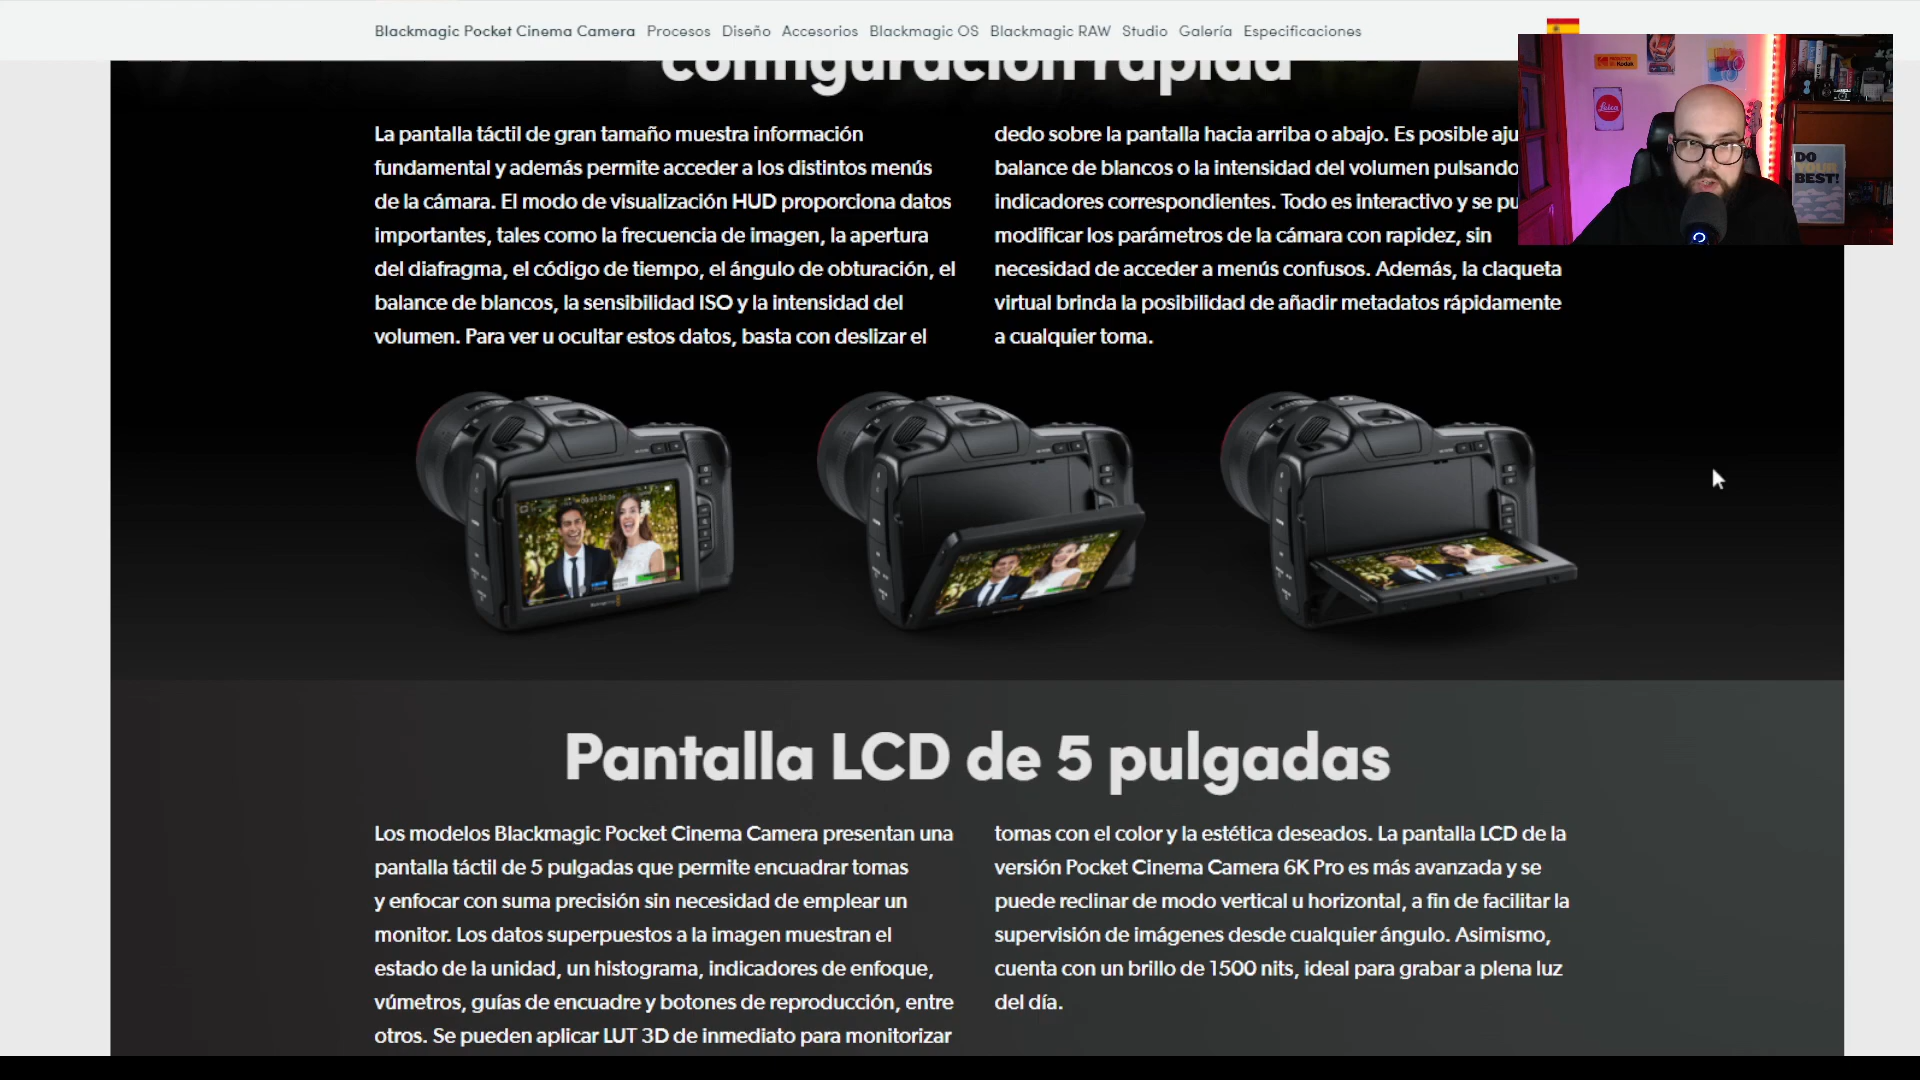 Blackmagic Pocket Cinema Camera Procesos Diseño Accesorios Blackmagic OS Blackmagic RAW Studio Galería Especificaciones
configuración rápida
La pantalla táctil de gran tamaño muestra información
fundamental y además permite acceder a los distintos menús
de la cámara. El modo de visualización HUD proporciona datos
importantes, tales como la frecuencia de imagen, la apertura
del diafragma, el código de tiempo, el ángulo de obturación, el
balance de blancos, la sensibilidad ISO y la intensidad del
volumen. Para ver u ocultar estos datos, basta con deslizar el
dedo sobre la pantalla hacia arriba o abajo. Es posible aju
balance de blancos o la intensidad del volumen pulsando
indicadores correspondientes. Todo es interactivo y se pu
modificar los parámetros de la cámara con rapidez, sin
necesidad de acceder a menús confusos. Además, la claqueta
virtual brinda la posibilidad de añadir metadatos rápidamente
a cualquier toma.
Kodak
Leica
DO
YOUR
BEST!
Pantalla LCD de 5 pulgadas
Los modelos Blackmagic Pocket Cinema Camera presentan una
pantalla táctil de 5 pulgadas que permite encuadrar tomas
y enfocar con suma precisión sin necesidad de emplear un
monitor. Los datos superpuestos a la imagen muestran el
estado de la unidad, un histograma, indicadores de enfoque,
vúmetros, guías de encuadre y botones de reproducción, entre
otros. Se pueden aplicar LUT 3D de inmediato para monitorizar
tomas con el color y la estética deseados. La pantalla LCD de la
versión Pocket Cinema Camera 6K Pro es más avanzada y se
puede reclinar de modo vertical u horizontal, a fin de facilitar la
supervisión de imágenes desde cualquier ángulo. Asimismo,
cuenta con un brillo de 1500 nits, ideal para grabar a plena luz
del día.